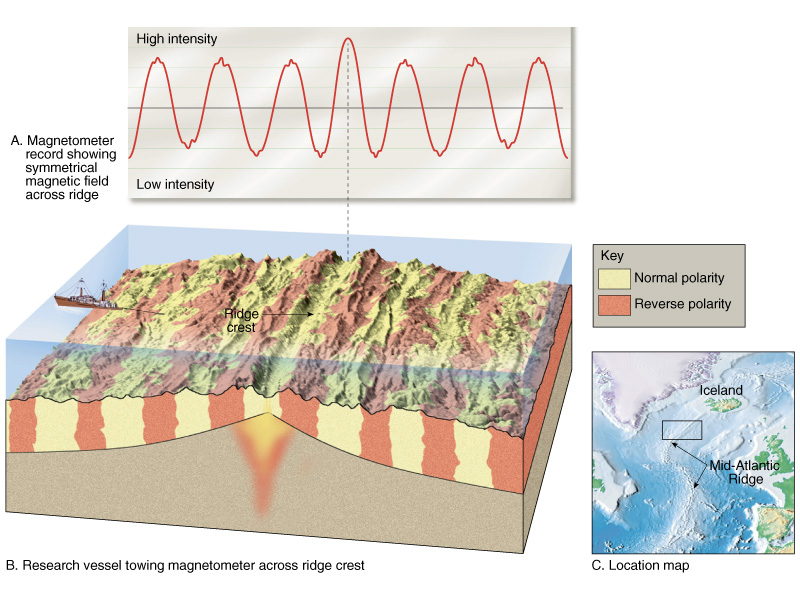 High intensity
Low intensity
A. Magnetometer
record showing
symmetrical
magnetic field
across ridge
Ridge
crest
Key
Normal polarity
Reverse polarity
Iceland
Mid-Atlantic
Ridge
B. Research vessel towing magnetometer across ridge crest
C. Location map